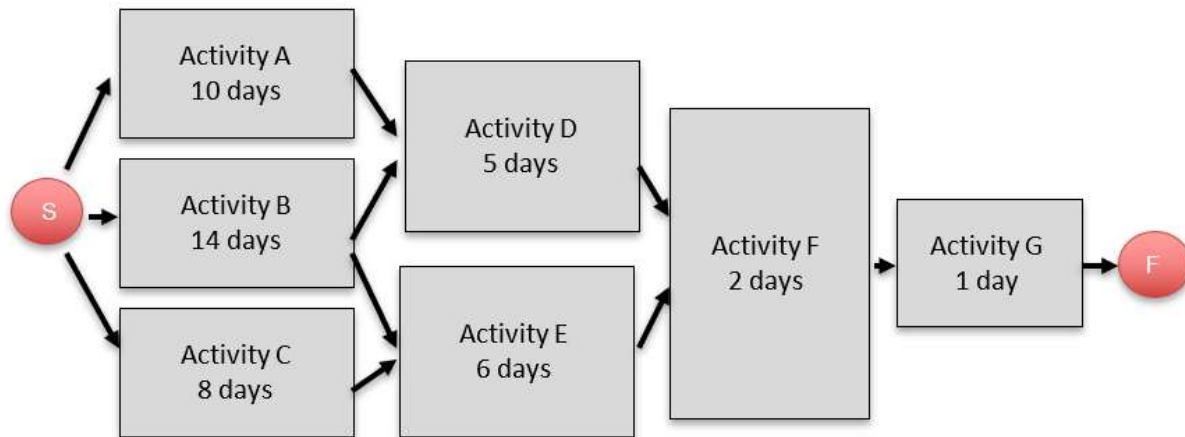 Activity A
10 days
Activity D
5 days
S
Activity B
14 days
Activity F
2 days
Activity G
1 day
F
Activity E
6 days
Activity C
8 days